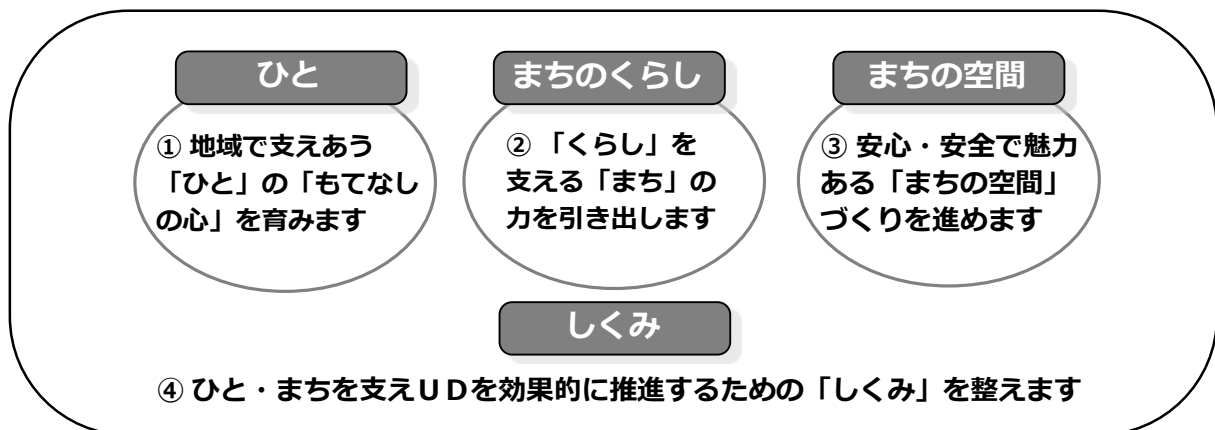 ひと
① 地域で支えあう
「ひと」の「もてなし
の心」を育みます
まちのくらし
② 「くらし」を
支える「まち」の
力を引き出します
まちの空間
③ 安心・安全で魅力
ある「まちの空間」
づくりを進めます
しくみ
④ ひと・まちを支えＵＤを効果的に推進するための「しくみ」を整えます